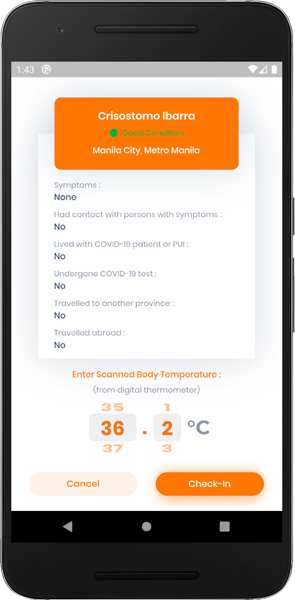 1:43
Crisostomo Ibarra
Good Condition
Manila City, Metro Manila
Symptoms :
None
Had contact with persons with symptoms :
No
Lived with COVID-19 patient or PUI :
No
Undergone COVID-19 test :
No
Travelled to another province :
No
Travelled abroad :
No
Enter Scanned Body Temperature :
(from digital thermometer)
35 1
36 . 2 °C
37 3
Cancel Check-In